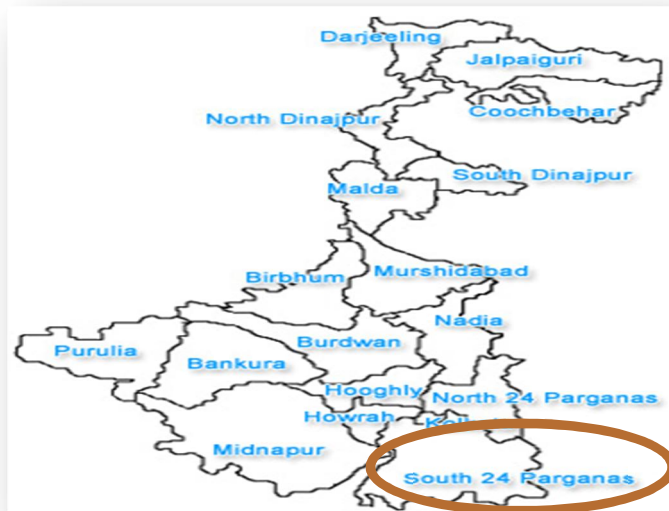 Darjeeling
Jalpaiguri
Coochbehar
North Dinajpur
South Dinajpur
Malda
Murshidabad
Birbhum
Nadia
Burdwan
Purulia
Bankura
Hooghly
North 24 Parganas
Howrah
Midnapur
South 24 Parganas